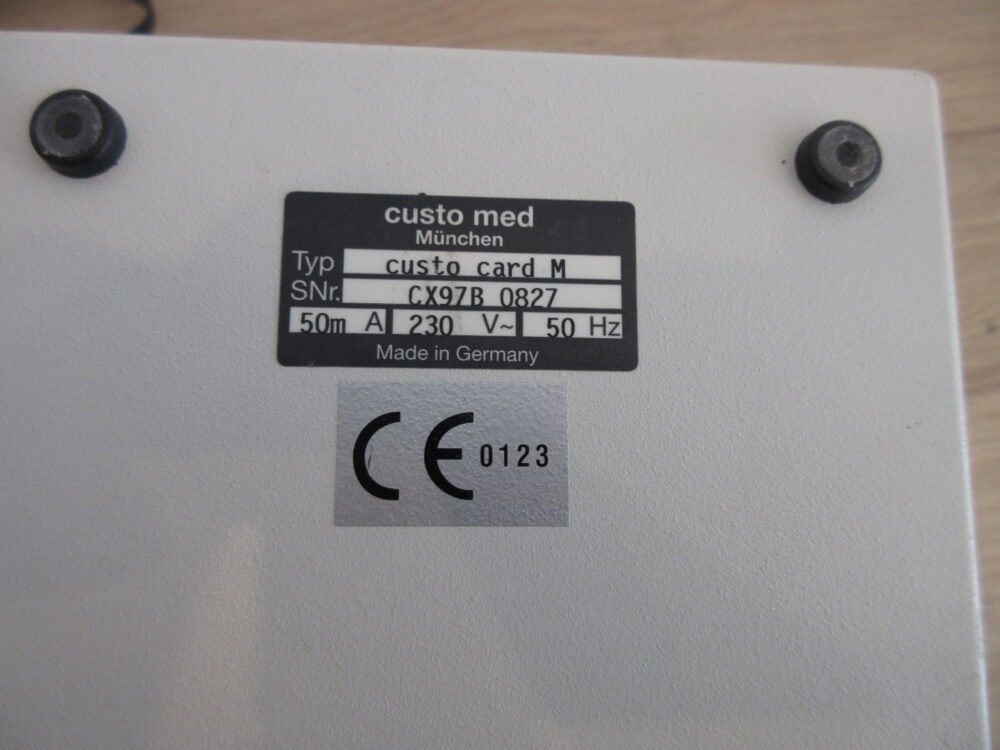 custo med
München
Typ custo card M
SNr. CX97B 0827
50m A 230 V~ 50 Hz
Made in Germany
CE 0123